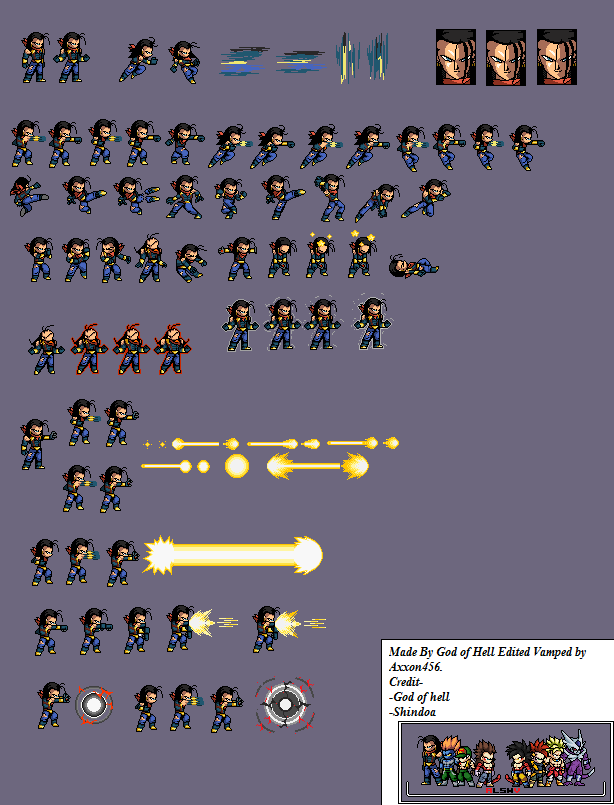 Made By God of Hell Edited Vamped by
Axxon456.
Credit-
-God of hell
-Shindoa